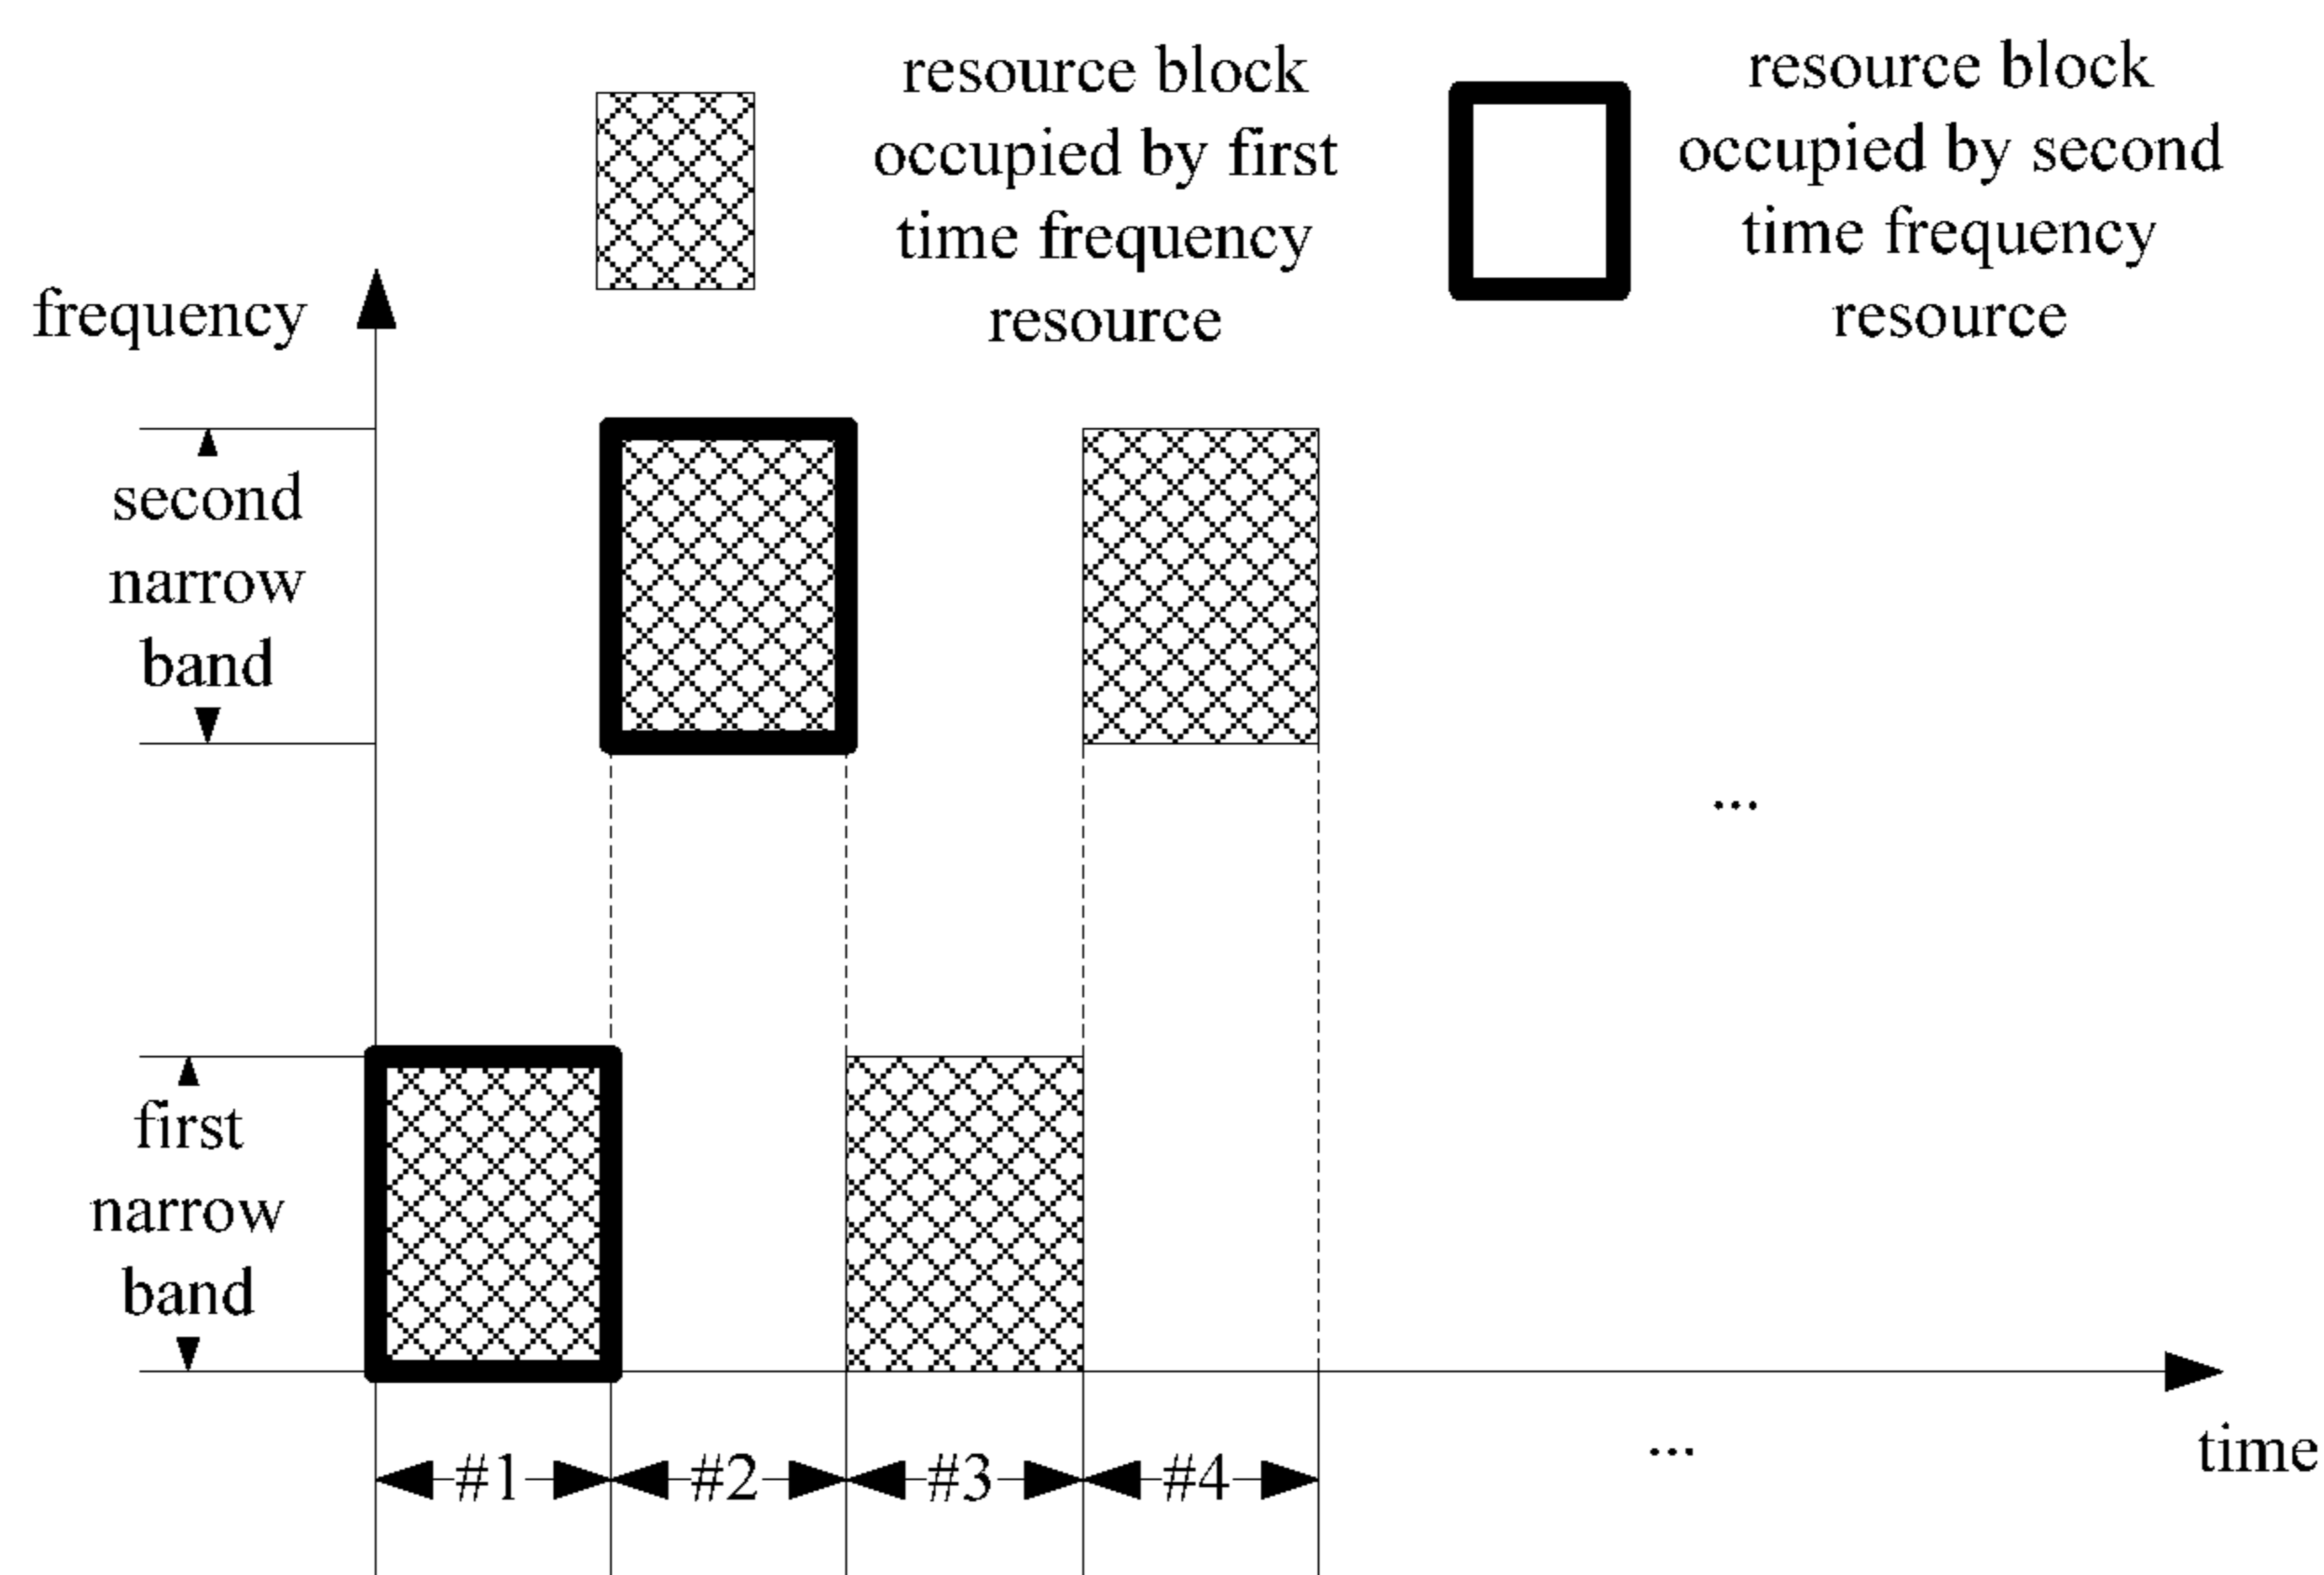 resource block
occupied by first
time frequency
resource
resource block
occupied by second
time frequency
resource
frequency
second
narrow
band
...
first
narrow
band
#1
#2
#3
#4
...
time